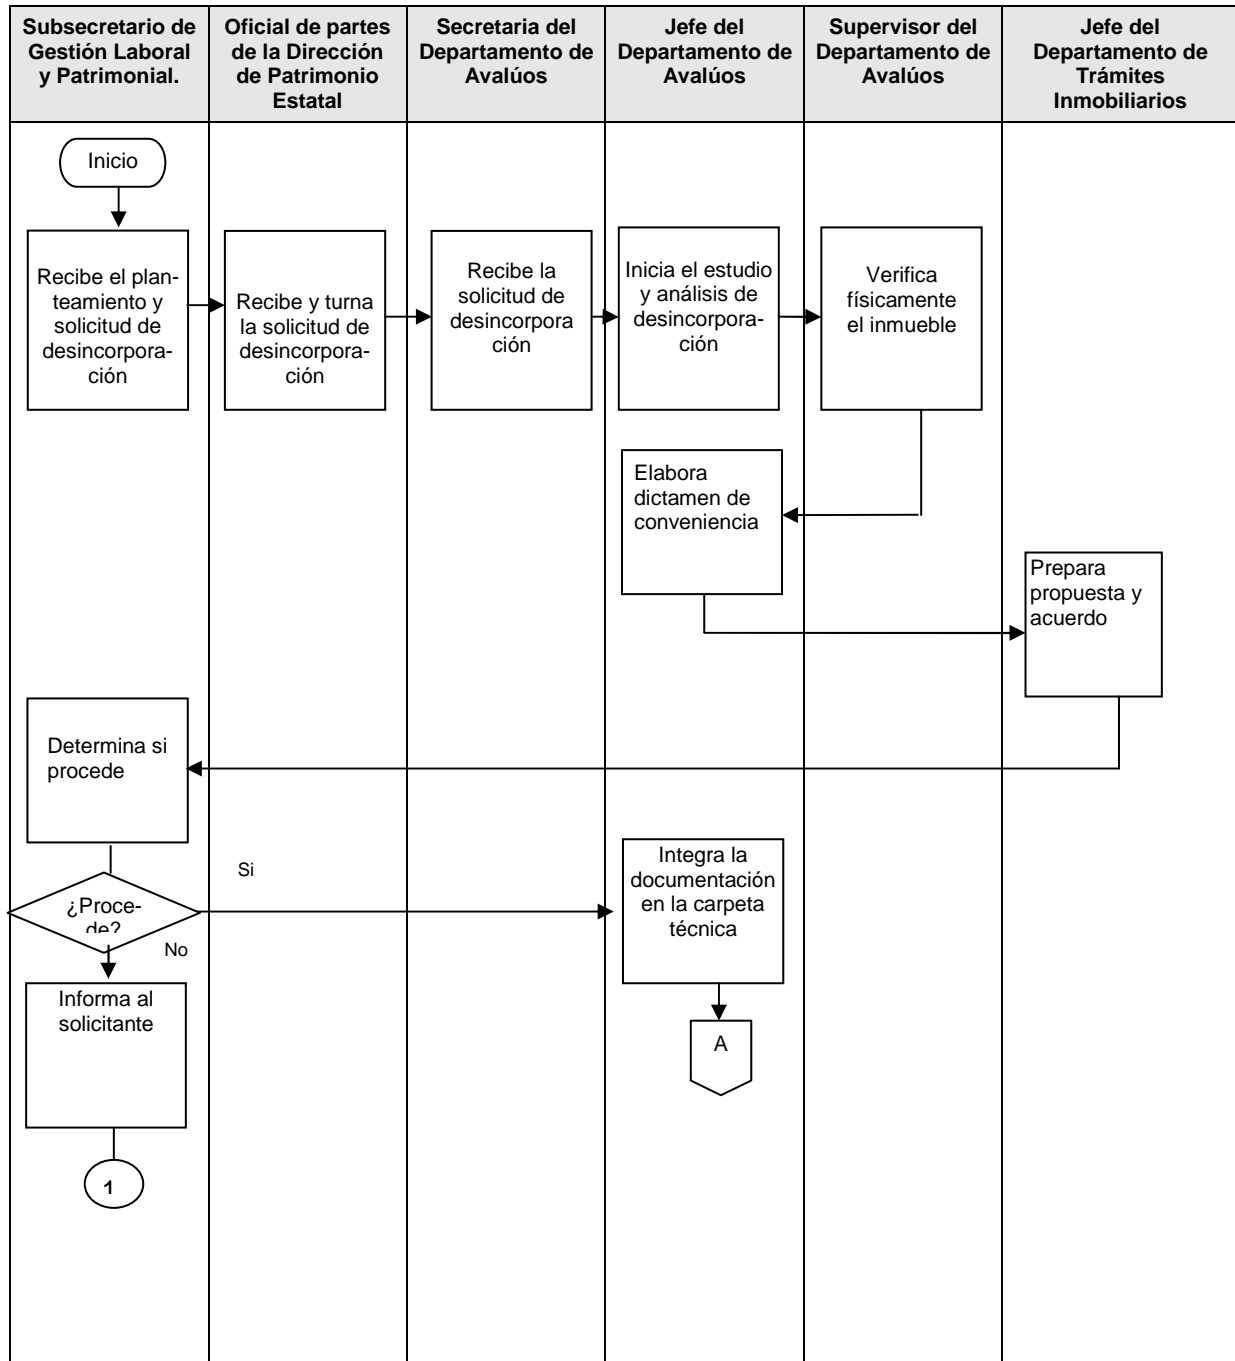 Subsecretario de
Gestión Laboral
y Patrimonial.
Oficial de partes
de la Dirección
de Patrimonio
Estatal
Secretaria del
Departamento de
Avalúos
Jefe del
Departamento de
Avalúos
Supervisor del
Departamento de
Avalúos
Jefe del
Departamento de
Trámites
Inmobiliarios
Inicio
Recibe el plan-
teamiento y
solicitud de
desincorpora-
ción
Recibe y turna
la solicitud de
desincorpora-
ción
Recibe la
solicitud de
desincorpora
ción
Inicia el estudio
y análisis de
desincorpora-
ción
Verifica
físicamente
el inmueble
Elabora
dictamen de
conveniencia
Prepara
propuesta y
acuerdo
Determina si
procede
Si
¿Proce-
de?
No
Integra la
documentación
en la carpeta
técnica
Informa al
solicitante
A
1